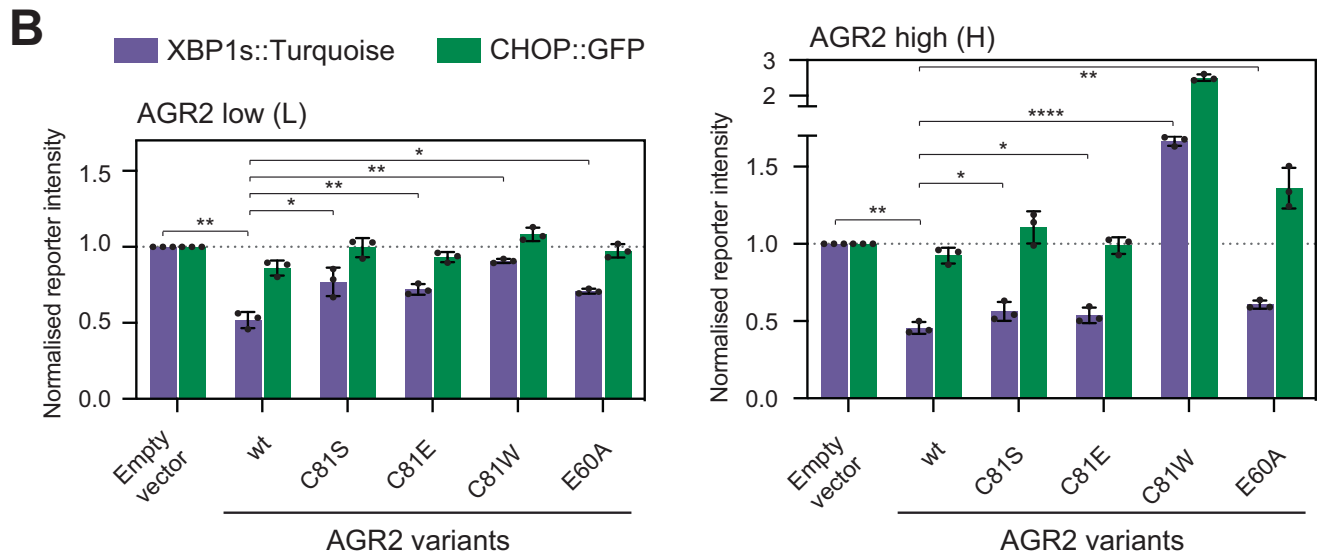 B
XBP1s::Turquoise
CHOP::GFP
AGR2 low (L)
Normalised reporter intensity
1.5
1.0
0.5
0.0
**
*
**
**
*
Empty
vector
wt
C81S
C81E
C81W
E60A
AGR2 variants
AGR2 high (H)
Normalised reporter intensity
3
2
1.5
1.0
0.5
0.0
**
****
*
*
**
Empty
vector
wt
C81S
C81E
C81W
E60A
AGR2 variants